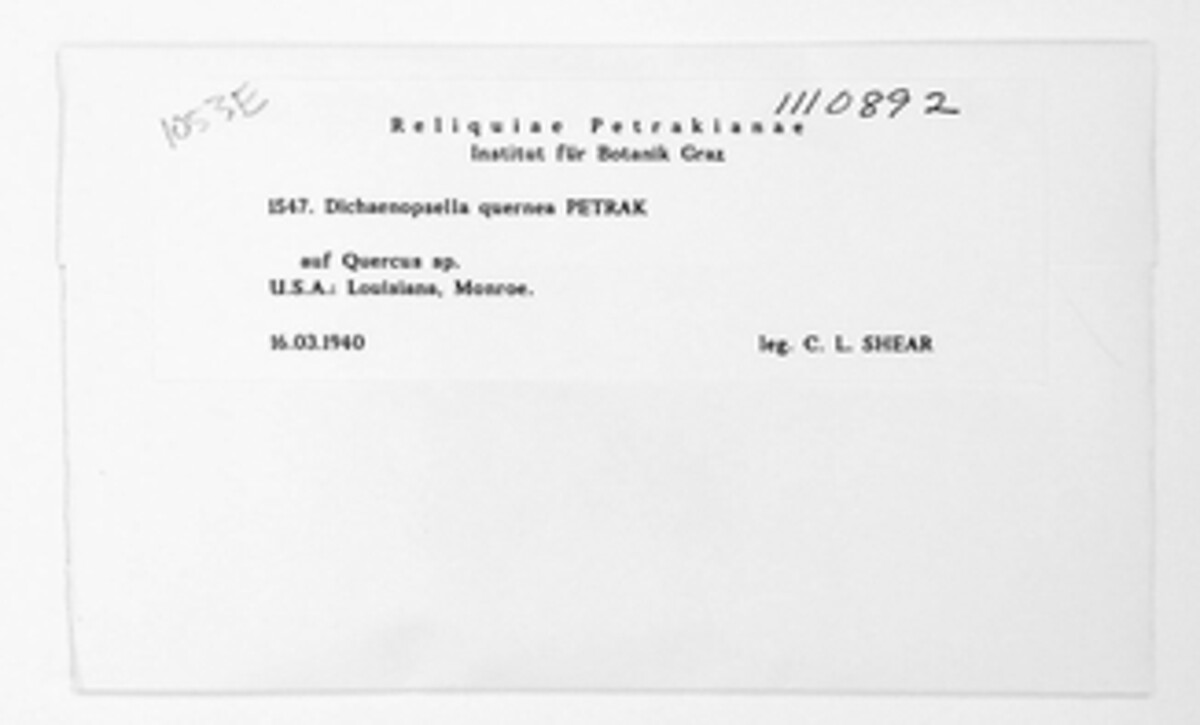 1053E
1110892
Reliquiae Petrakianae
Institut für Botanik Graz
1547. Dichaenopsella quernea PETRAK
auf Quercus sp.
U.S.A.: Louisiana, Monroe.
16.03.1940
leg. C. L. SHEAR